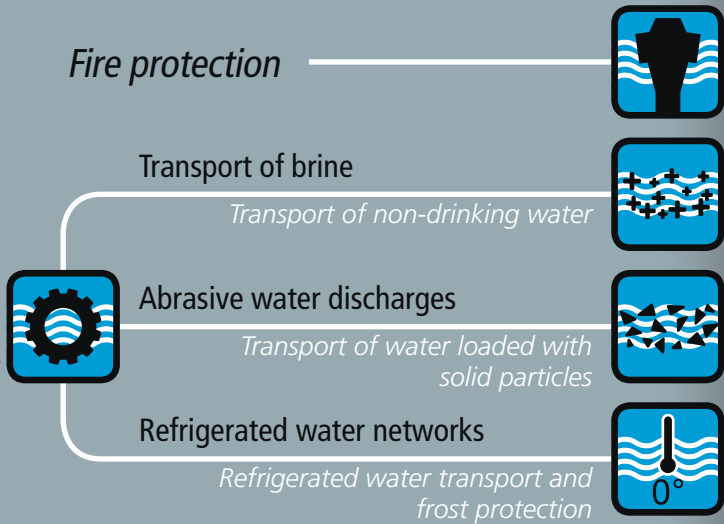 Fire protection
Transport of brine
Transport of non-drinking water
Abrasive water discharges
Transport of water loaded with
solid particles
Refrigerated water networks
Refrigerated water transport and
frost protection
0°